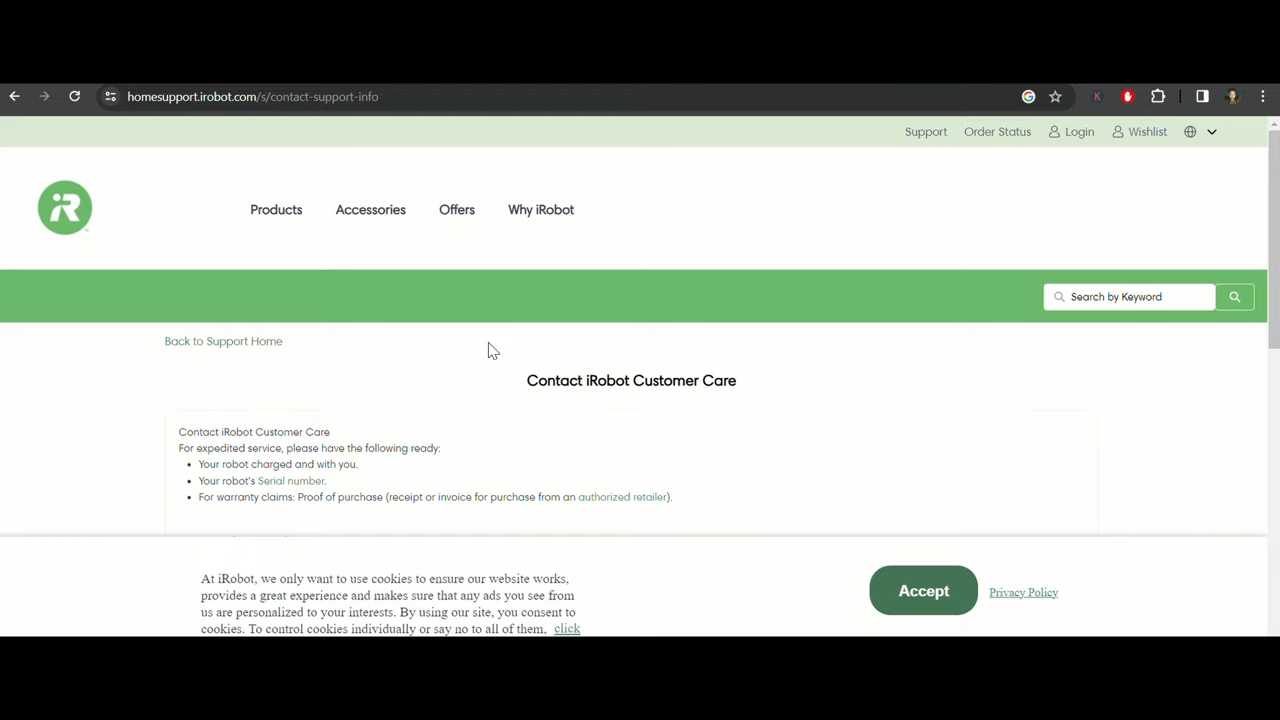 homesupport.irobot.com/s/contact-support-info
Support Order Status Login Wishlist
iR
Products Accessories Offers Why iRobot
Search by Keyword
Back to Support Home
Contact iRobot Customer Care
Contact iRobot Customer Care
For expedited service, please have the following ready:
• Your robot charged and with you.
• Your robot's Serial number.
• For warranty claims: Proof of purchase (receipt or invoice for purchase from an authorized retailer).
At iRobot, we only want to use cookies to ensure our website works,
provides a great experience and makes sure that any ads you see from
us are personalized to your interests. By using our site, you consent to
cookies. To control cookies individually or say no to all of them, click
Accept
Privacy Policy